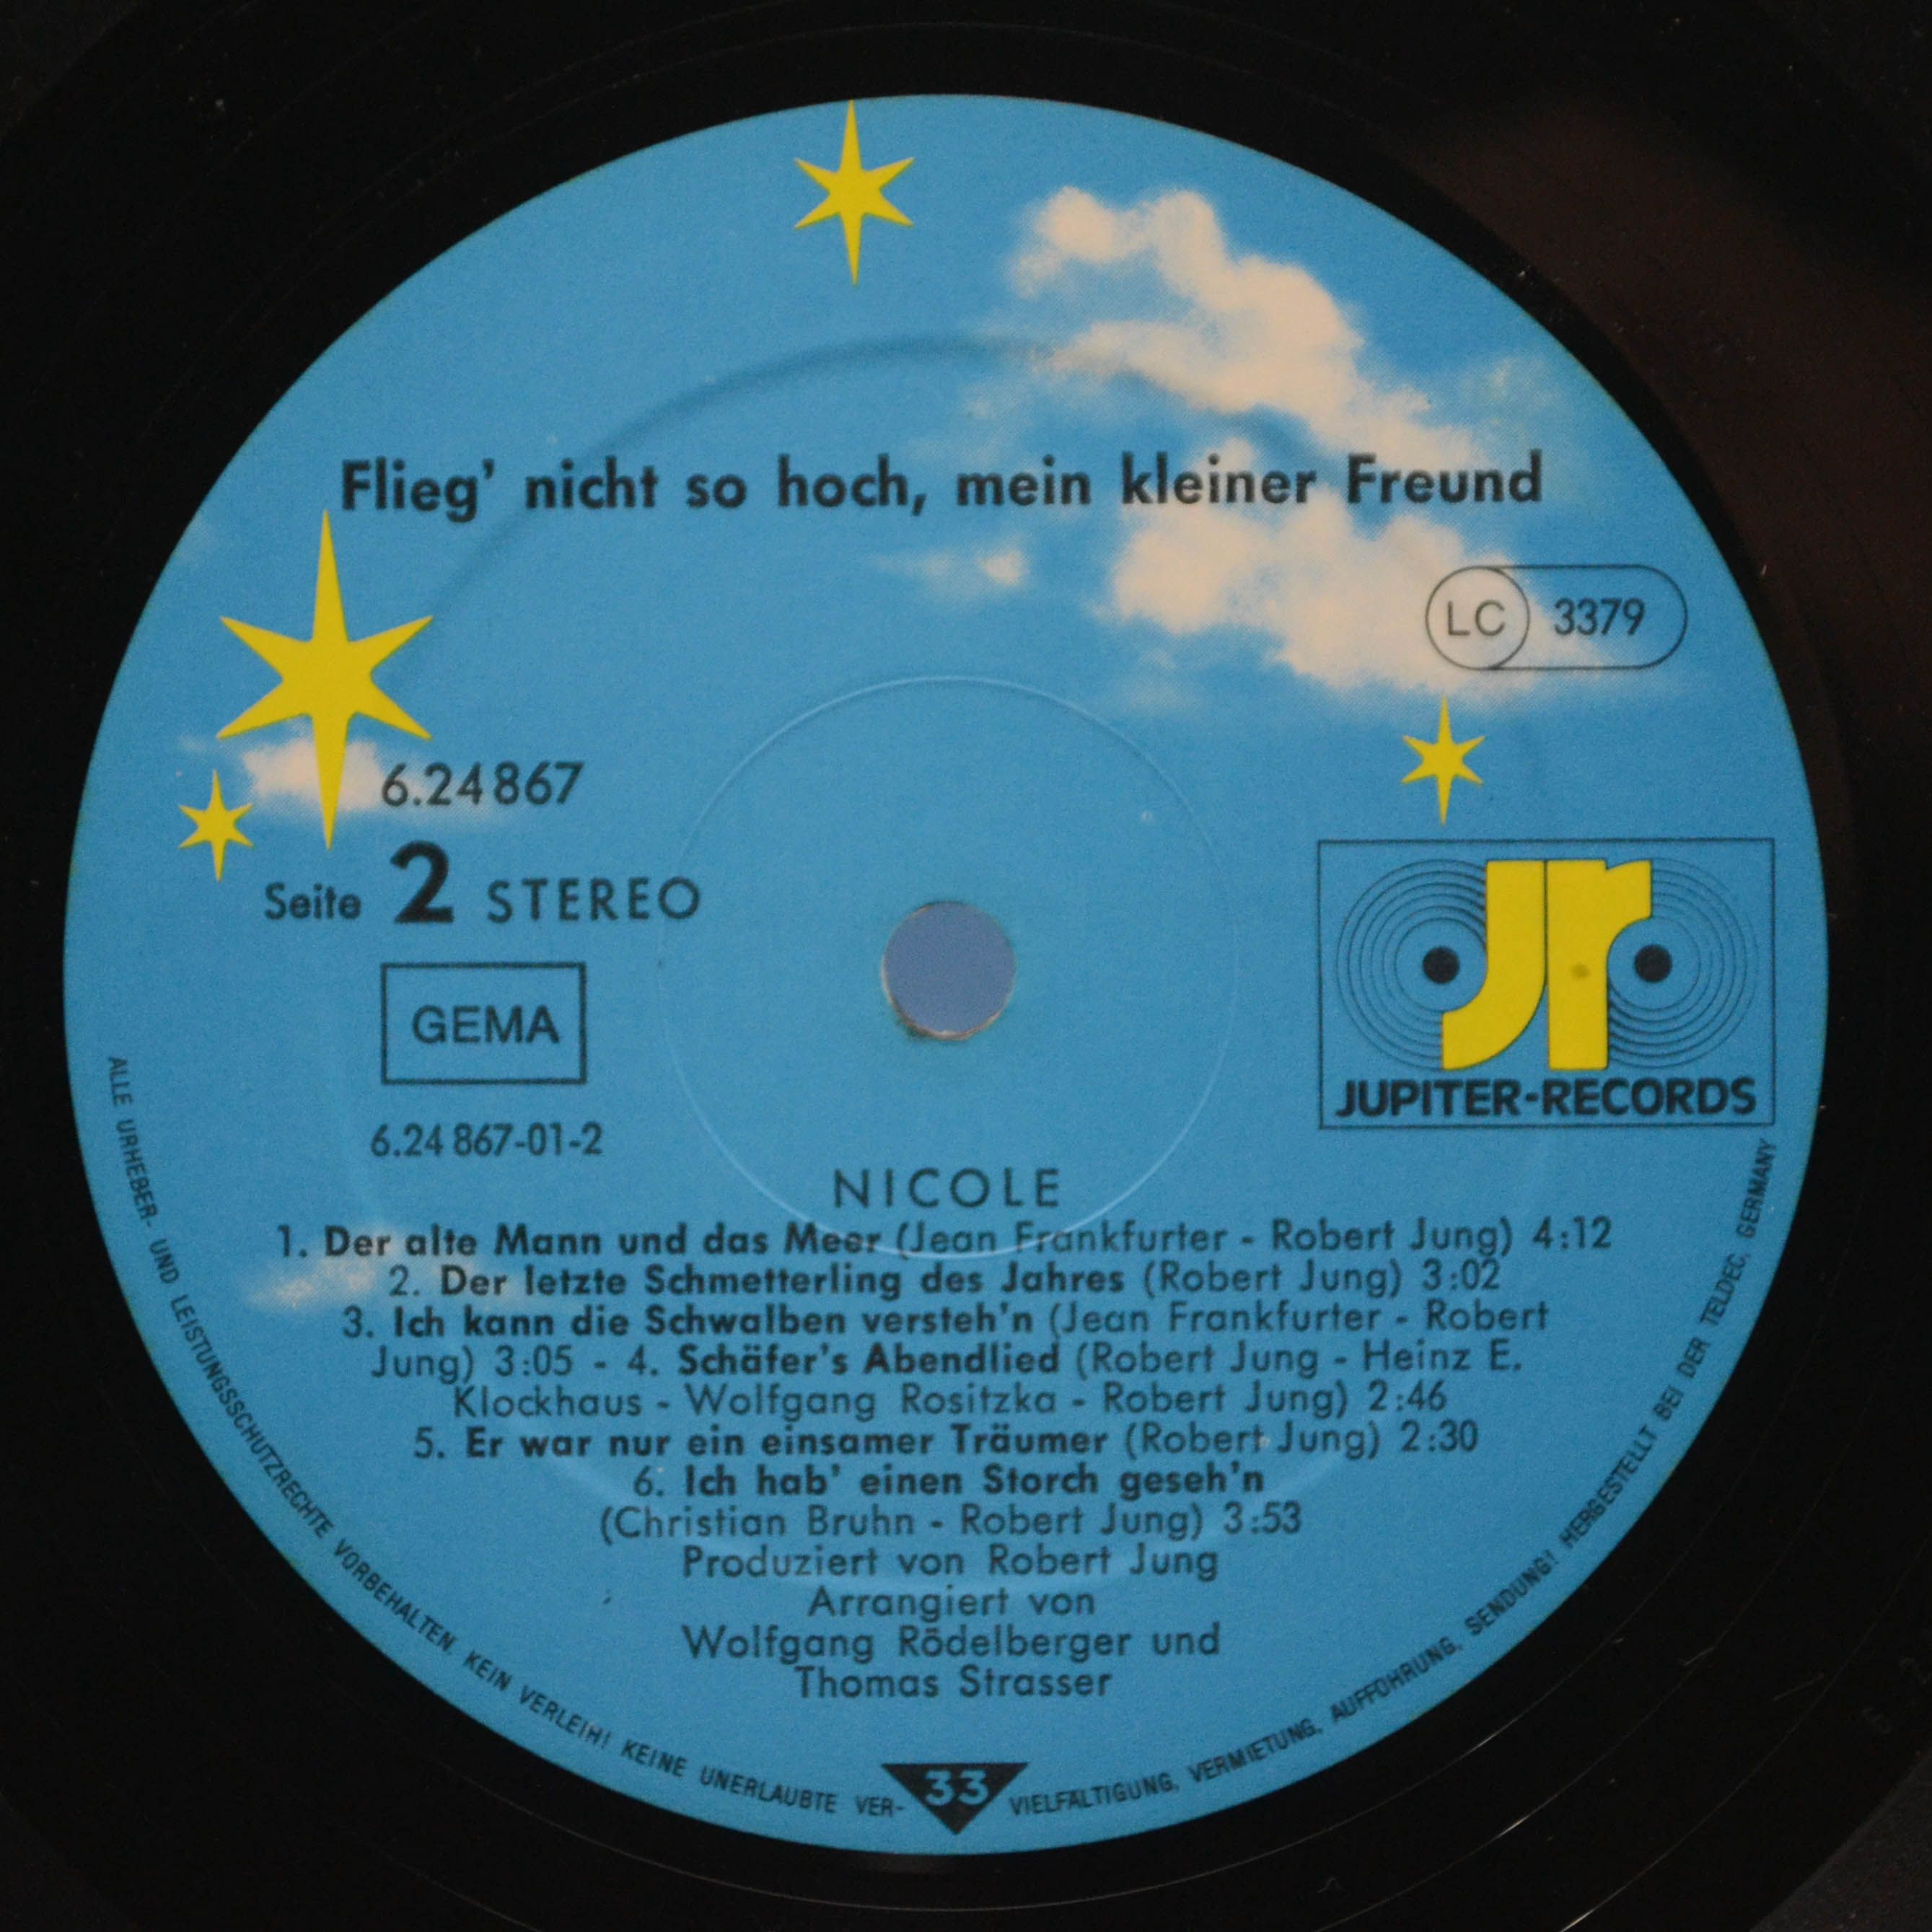 Flieg' nicht so hoch, mein kleiner Freund
LC 3379
6.24867
Seite 2 STEREO
GEMA
6.24 867-01-2
jr
JUPITER-RECORDS
NICOLE
1. Der alte Mann und das Meer (Jean Frankfurter - Robert Jung) 4:12
2. Der letzte Schmetterling des Jahres (Robert Jung) 3:02
3. Ich kann die Schwalben versteh'n (Jean Frankfurter - Robert
Jung) 3:05 - 4. Schäfer's Abendlied (Robert Jung - Heinz E.
Klockhaus - Wolfgang Rositzka - Robert Jung) 2:46
5. Er war nur ein einsamer Träumer (Robert Jung) 2:30
6. Ich hab' einen Storch geseh'n
(Christian Bruhn - Robert Jung) 3:53
Produziert von Robert Jung
Arrangiert von
Wolfgang Rödelberger und
Thomas Strasser
ALLE URHEBER- UND LEISTUNGSSCHUTZRECHTE VORBEHALTEN. KEIN VERLEIH! KEINE UNERLAUBTE VER-
33
VIELFÄLTIGUNG, VERMIETUNG, AUFFÜHRUNG, SENDUNG! HERGESTELLT BEI DER TELDEC GERMANY